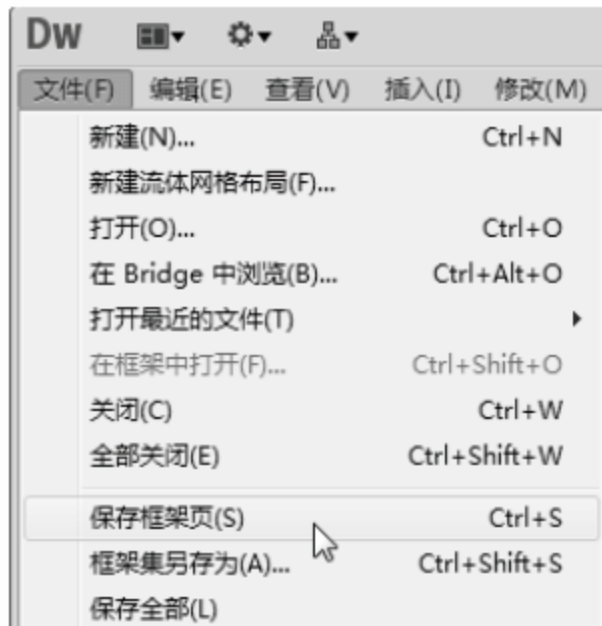 Dw
文件(F) 编辑(E) 查看(V) 插入(I) 修改(M)
新建(N)... Ctrl+N
新建流体网格布局(F)...
打开(O)... Ctrl+O
在 Bridge 中浏览(B)... Ctrl+Alt+O
打开最近的文件(T)
在框架中打开(F)... Ctrl+Shift+O
关闭(C) Ctrl+W
全部关闭(E) Ctrl+Shift+W
保存框架页(S) Ctrl+S
框架集另存为(A)... Ctrl+Shift+S
保存全部(L)